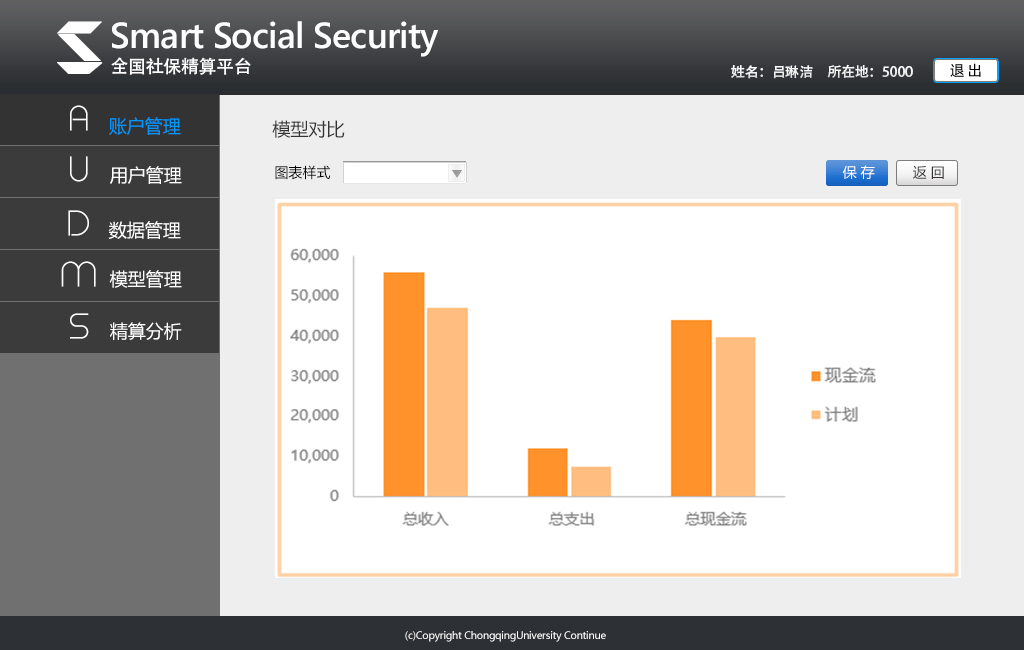 Smart Social Security
全国社保精算平台
姓名：吕琳洁 所在地：5000 退出
A 账户管理
U 用户管理
D 数据管理
M 模型管理
S 精算分析
模型对比
图表样式
保存 返回
60,000
50,000
40,000
30,000
20,000
10,000
0
总收入 总支出 总现金流
现金流
计划
(c)Copyright ChongqingUniversity Continue